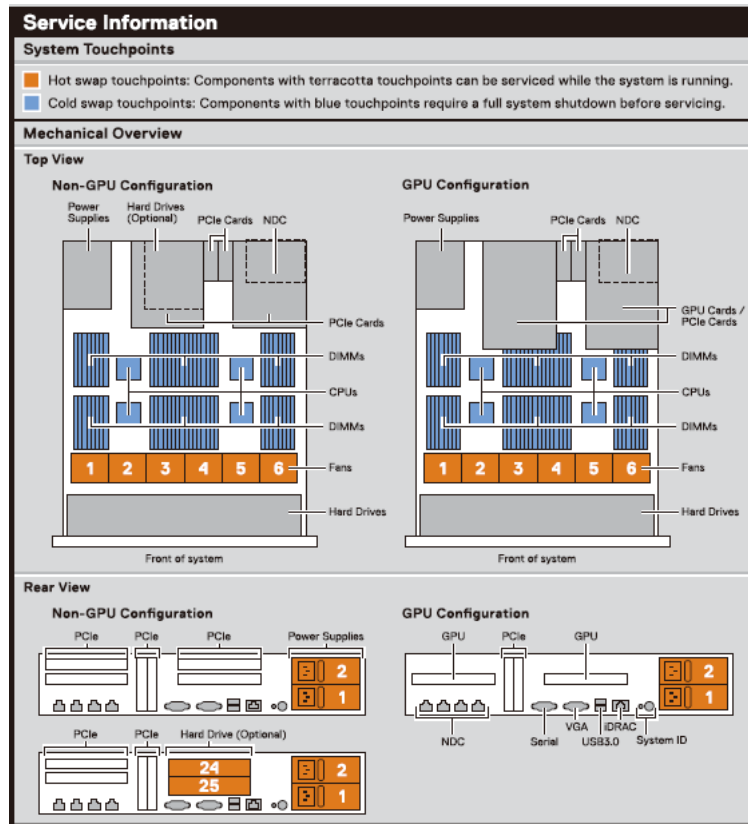 Service Information
System Touchpoints
Hot swap touchpoints: Components with terracotta touchpoints can be serviced while the system is running.
Cold swap touchpoints: Components with blue touchpoints require a full system shutdown before servicing.
Mechanical Overview
Top View
Non-GPU Configuration
Power Supplies
Hard Drives (Optional)
PCIe Cards
NDC
PCIe Cards
DIMMs
CPUs
DIMMs
1 2 3 4 5 6
Fans
Hard Drives
Front of system
GPU Configuration
Power Supplies
PCIe Cards
NDC
GPU Cards /
PCIe Cards
DIMMs
CPUs
DIMMs
1 2 3 4 5 6
Fans
Hard Drives
Front of system
Rear View
Non-GPU Configuration
PCIe PCIe PCIe Power Supplies
2
1
PCIe PCIe Hard Drive (Optional)
24
25
2
1
GPU Configuration
GPU PCIe GPU
2
1
NDC Serial VGA USB3.0 iDRAC System ID